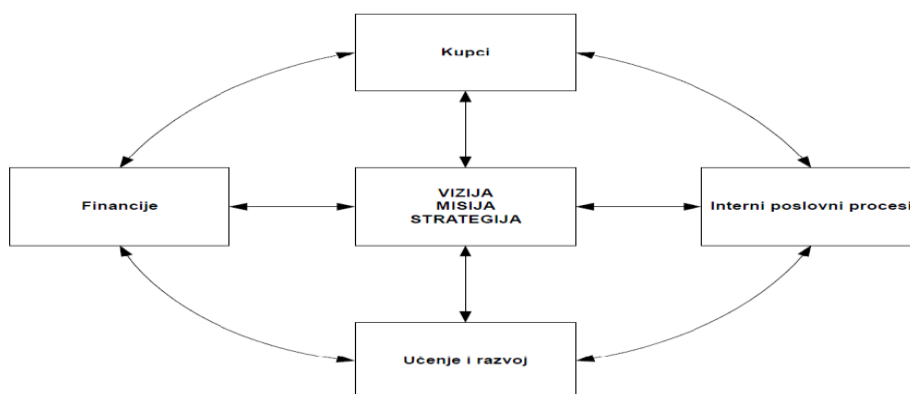 Kupci
Financije
VIZIJA
MISIJA
STRATEGIJA
Interni poslovni procesi
Učenje i razvoj